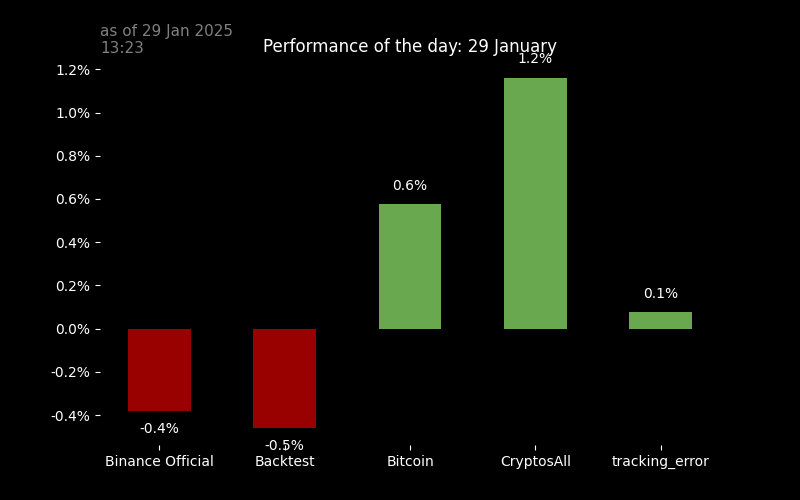 as of 29 Jan 2025
13:23
Performance of the day: 29 January
1.2%
1.2%
1.0%
0.8%
0.6%
0.6%
0.4%
0.2%
0.1%
0.0%
-0.2%
-0.4%
-0.4%
-0.5%
Binance Official
Backtest
Bitcoin
CryptosAll
tracking_error